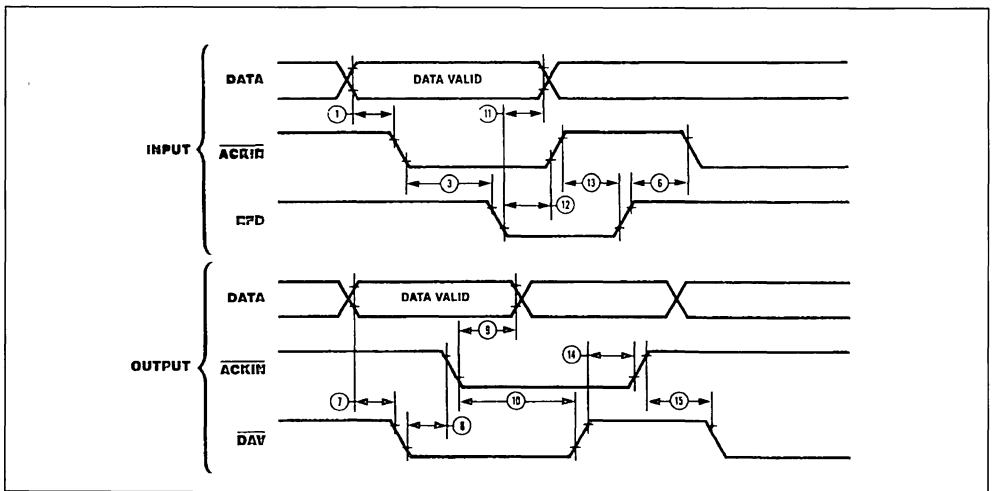 DATA
DATA VALID
1
11
INPUT
ACKIN
3
13
6
12
RFD
DATA
DATA VALID
9
14
OUTPUT
ACKIN
7
10
15
8
DAV